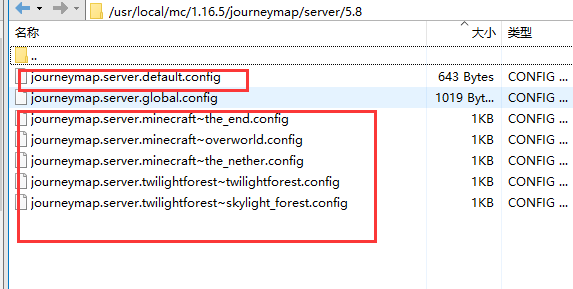 /usr/local/mc/1.16.5/journeymap/server/5.8
大小 类型
..
journeymap.server.default.config 643 Bytes CONFIG ...
journeymap.server.global.config 1019 Byt... CONFIG ...
journeymap.server.minecraft~the_end.config 1KB CONFIG ...
journeymap.server.minecraft~overworld.config 1KB CONFIG ...
journeymap.server.minecraft~the_nether.config 1KB CONFIG ...
journeymap.server.twilightforest~twilightforest.config 1KB CONFIG ...
journeymap.server.twilightforest~skylight_forest.config 1KB CONFIG ...